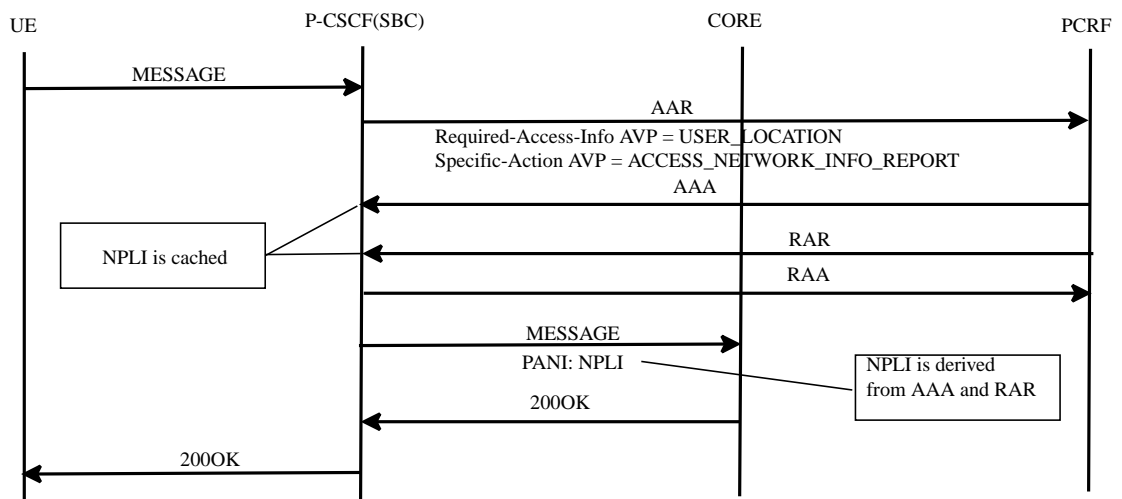 UE
P-CSCF(SBC)
CORE
PCRF
MESSAGE
AAR
Required-Access-Info AVP = USER_LOCATION
Specific-Action AVP = ACCESS_NETWORK_INFO_REPORT
AAA
NPLI is cached
RAR
RAA
MESSAGE
PANI: NPLI
NPLI is derived
from AAA and RAR
200OK
200OK